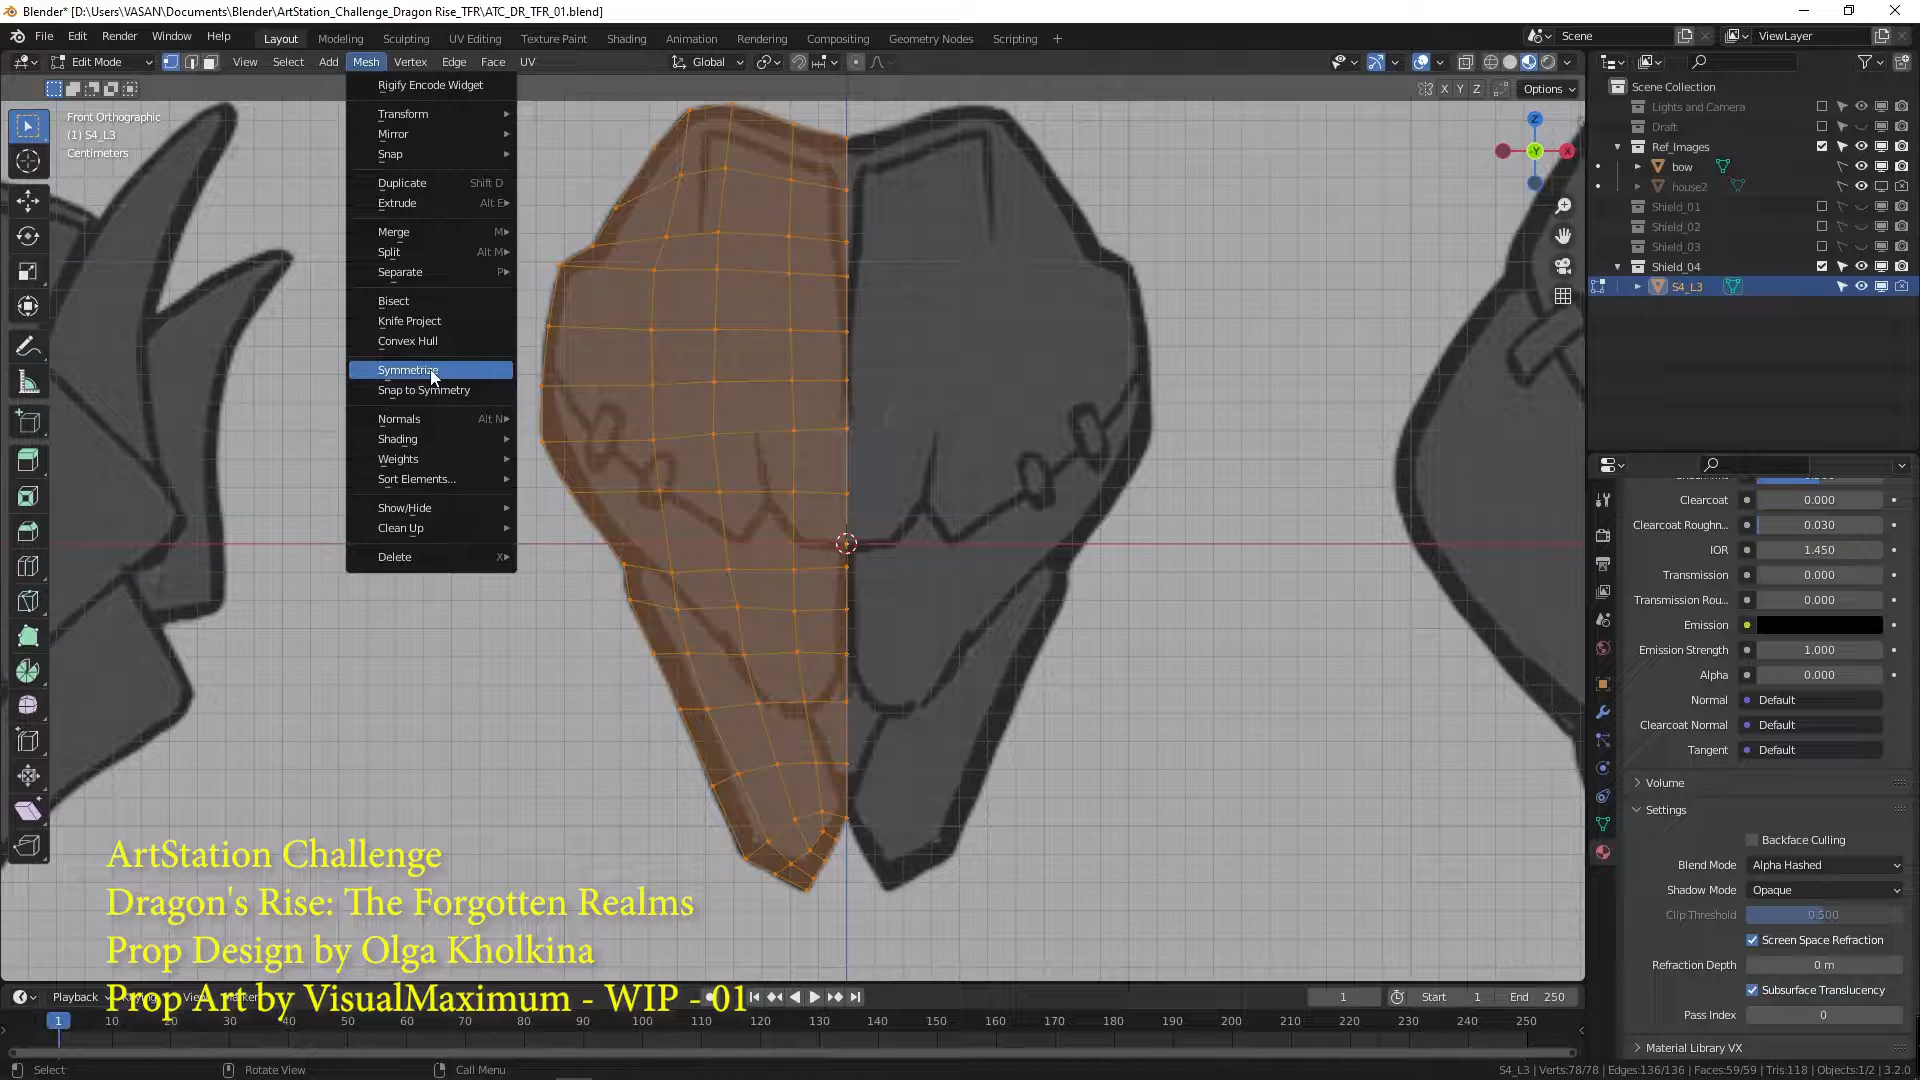 Blender* [D:\Users\VASAN\Documents\Blender\ArtStation_Challenge_Dragon Rise_TFR\ATC_DR_TFR_01.blend]
File Edit Render Window Help Layout Modeling Sculpting UV Editing Texture Paint Shading Animation Rendering Compositing Geometry Nodes Scripting + Scene ViewLayer
Edit Mode View Select Add Mesh Vertex Edge Face UV Global
X Y Z Options
Front Orthographic
(1) S4_L3
Centimeters
Rigify Encode Widget
Transform
Mirror
Snap
Duplicate Shift D
Extrude Alt E
Merge M
Split Alt M
Separate P
Bisect
Knife Project
Convex Hull
Symmetrize
Snap to Symmetry
Normals Alt N
Shading
Weights
Sort Elements...
Show/Hide
Clean Up
Delete X
Z
-Y
X
Scene Collection
Lights and Camera
Draft
Ref_Images
bow
house2
Shield_01
Shield_02
Shield_03
Shield_04
S4_L3
Clearcoat 0.000
Clearcoat Roughn... 0.030
IOR 1.450
Transmission 0.000
Transmission Rou... 0.000
Emission
Emission Strength 1.000
Alpha 0.000
Normal Default
Clearcoat Normal Default
Tangent Default
Volume
Settings
Backface Culling
Blend Mode Alpha Hashed
Shadow Mode Opaque
Clip Threshold 0.500
Screen Space Refraction
Refraction Depth 0 m
Subsurface Translucency
Pass Index 0
Material Library VX
ArtStation Challenge
Dragon's Rise: The Forgotten Realms
Prop Design by Olga Kholkina
Prop Art by VisualMaximum - WIP - 01
Playback View 1 Start 1 End 250
1 10 20 30 40 50 60 70 80 90 100 110 120 130 140 150 160 170 180 190 200 210 220 230 240 250
Select Rotate View Call Menu S4_L3 | Verts:78/78 | Edges:136/136 | Faces:59/59 | Tris:118 | Objects:1/2 | 3.2.0